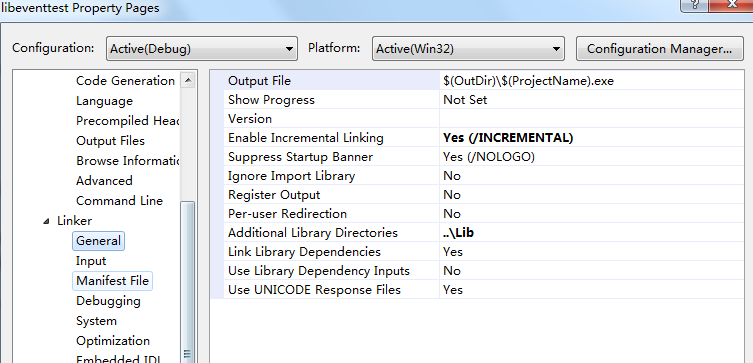 libeventtest Property Pages
?
Configuration: Active(Debug) Platform: Active(Win32) Configuration Manager...
Code Generation
Language
Precompiled Head
Output Files
Browse Informatio
Advanced
Command Line
Linker
General
Input
Manifest File
Debugging
System
Optimization
Embedded IDL
Output File $(OutDir)\$(ProjectName).exe
Show Progress Not Set
Version
Enable Incremental Linking Yes (/INCREMENTAL)
Suppress Startup Banner Yes (/NOLOGO)
Ignore Import Library No
Register Output No
Per-user Redirection No
Additional Library Directories ..\Lib
Link Library Dependencies Yes
Use Library Dependency Inputs No
Use UNICODE Response Files Yes